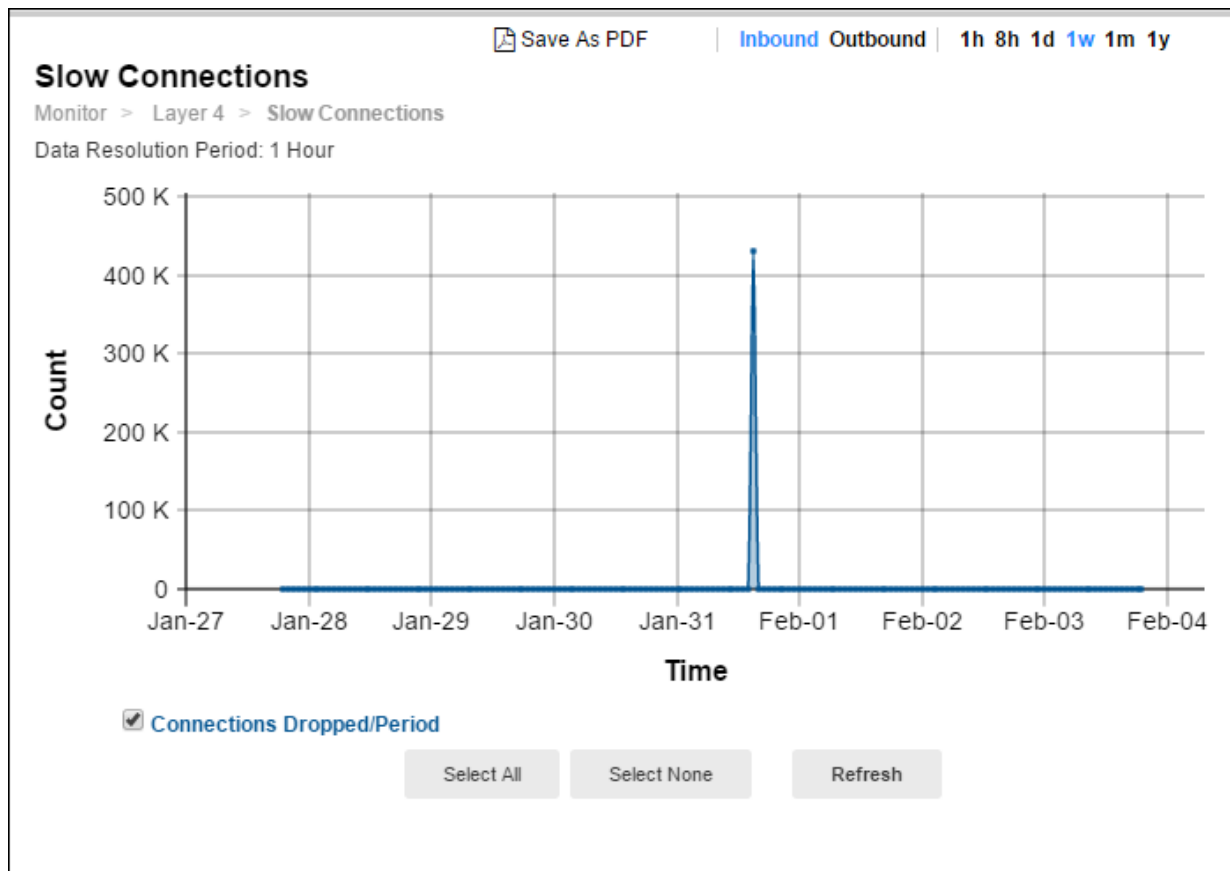 Save As PDF Inbound Outbound 1h 8h 1d 1w 1m 1y
Slow Connections
Monitor > Layer 4 > Slow Connections
Data Resolution Period: 1 Hour
500 K
400 K
300 K
200 K
100 K
0
Count
Jan-27 Jan-28 Jan-29 Jan-30 Jan-31 Feb-01 Feb-02 Feb-03 Feb-04
Time
Connections Dropped/Period
Select All Select None Refresh